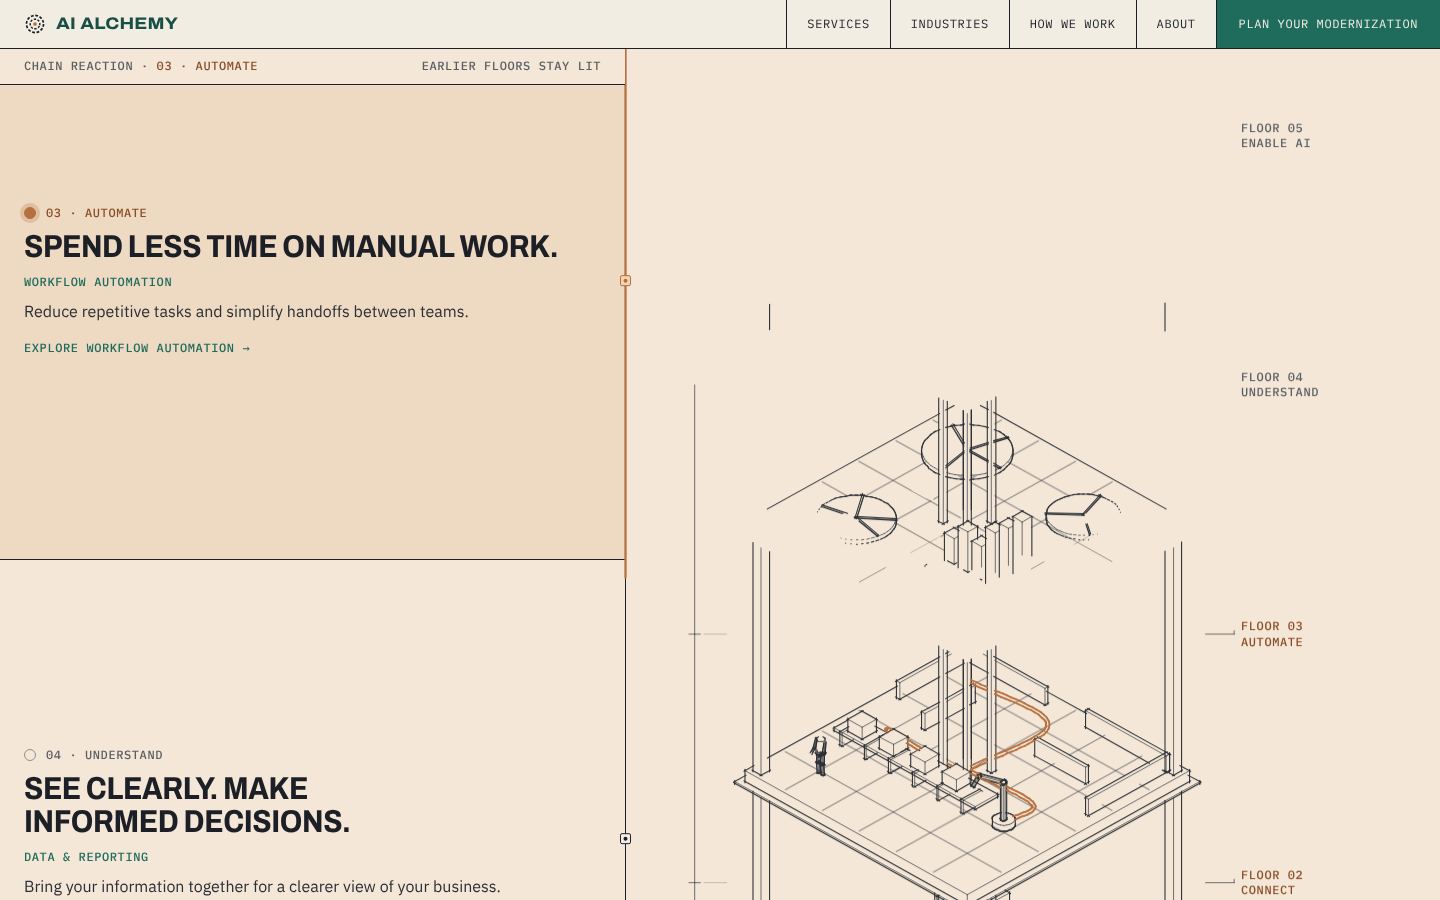 AI ALCHEMY
SERVICES
INDUSTRIES
HOW WE WORK
ABOUT
PLAN YOUR MODERNIZATION
CHAIN REACTION · 03 · AUTOMATE
EARLIER FLOORS STAY LIT
03 · AUTOMATE
SPEND LESS TIME ON MANUAL WORK.
WORKFLOW AUTOMATION
Reduce repetitive tasks and simplify handoffs between teams.
EXPLORE WORKFLOW AUTOMATION →
04 · UNDERSTAND
SEE CLEARLY. MAKE
INFORMED DECISIONS.
DATA & REPORTING
Bring your information together for a clearer view of your business.
FLOOR 05
ENABLE AI
FLOOR 04
UNDERSTAND
FLOOR 03
AUTOMATE
FLOOR 02
CONNECT